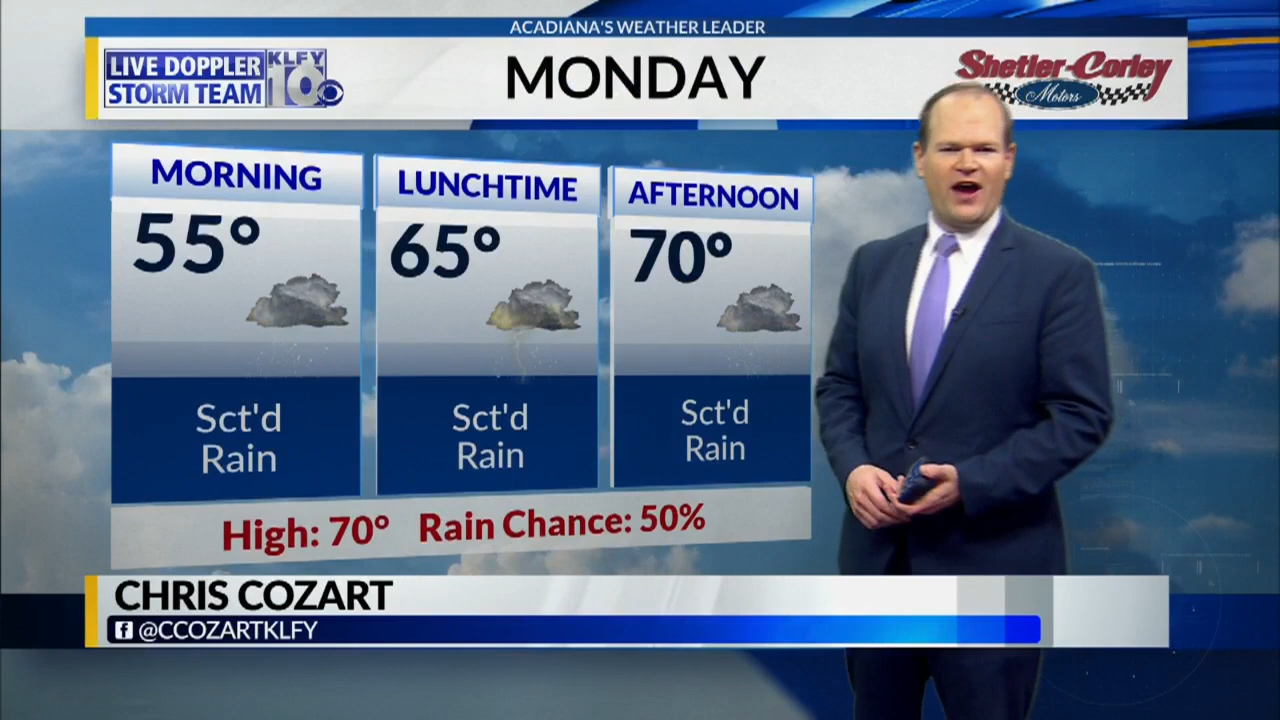 ACADIANA'S WEATHER LEADER
LIVE DOPPLER
STORM TEAM
KLFY
10
MONDAY
Shetler-Corley
Motors
MORNING
55°
Sct'd
Rain
LUNCHTIME
65°
Sct'd
Rain
AFTERNOON
70°
Sct'd
Rain
High: 70° Rain Chance: 50%
CHRIS COZART
f @CCOZARTKLFY